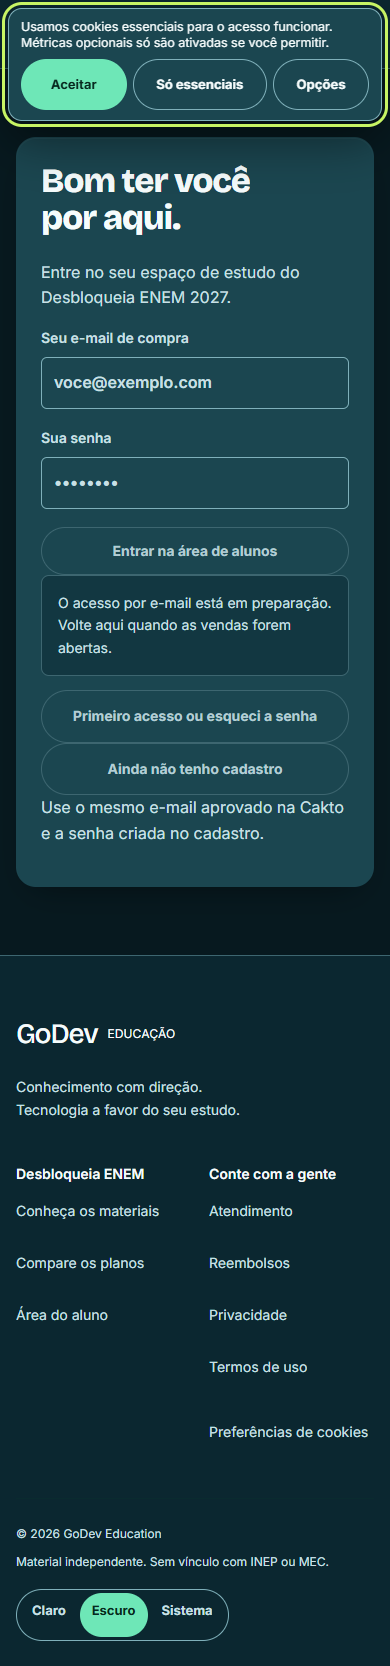 Usamos cookies essenciais para o acesso funcionar.
Métricas opcionais só são ativadas se você permitir.
Aceitar
Só essenciais
Opções
Bom ter você
por aqui.
Entre no seu espaço de estudo do
Desbloqueia ENEM 2027.
Seu e-mail de compra
voce@exemplo.com
Sua senha
••••••••
Entrar na área de alunos
O acesso por e-mail está em preparação.
Volte aqui quando as vendas forem
abertas.
Primeiro acesso ou esqueci a senha
Ainda não tenho cadastro
Use o mesmo e-mail aprovado na Cakto
e a senha criada no cadastro.
GoDev EDUCAÇÃO
Conhecimento com direção.
Tecnologia a favor do seu estudo.
Desbloqueia ENEM
Conheça os materiais
Compare os planos
Área do aluno
Conte com a gente
Atendimento
Reembolsos
Privacidade
Termos de uso
Preferências de cookies
© 2026 GoDev Education
Material independente. Sem vínculo com INEP ou MEC.
Claro
Escuro
Sistema